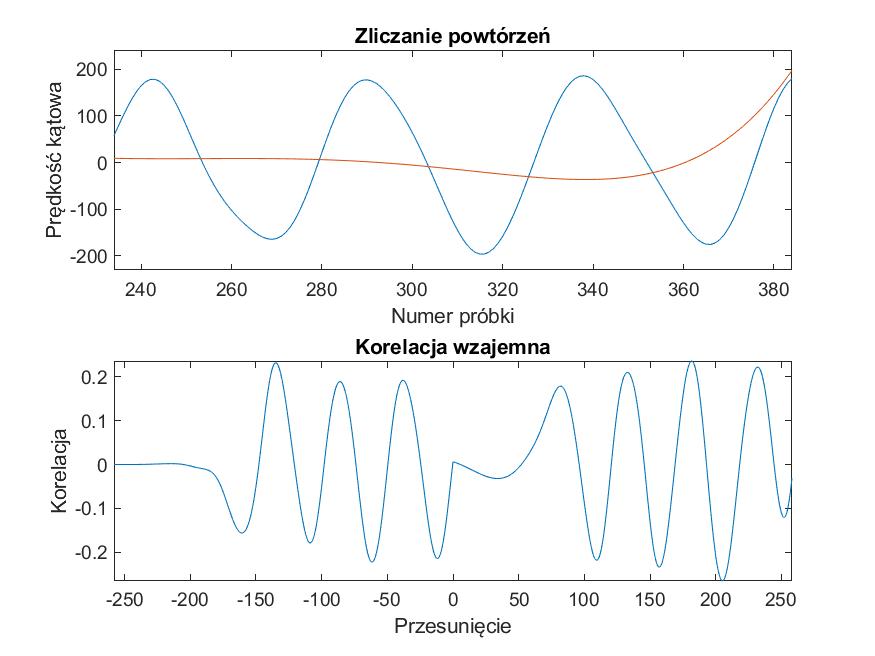 Zliczanie powtórzeń
200
100
0
-100
-200
Prędkość kątowa
240 260 280 300 320 340 360 380
Numer próbki
Korelacja wzajemna
0.2
0.1
0
-0.1
-0.2
Korelacja
-250 -200 -150 -100 -50 0 50 100 150 200 250
Przesunięcie